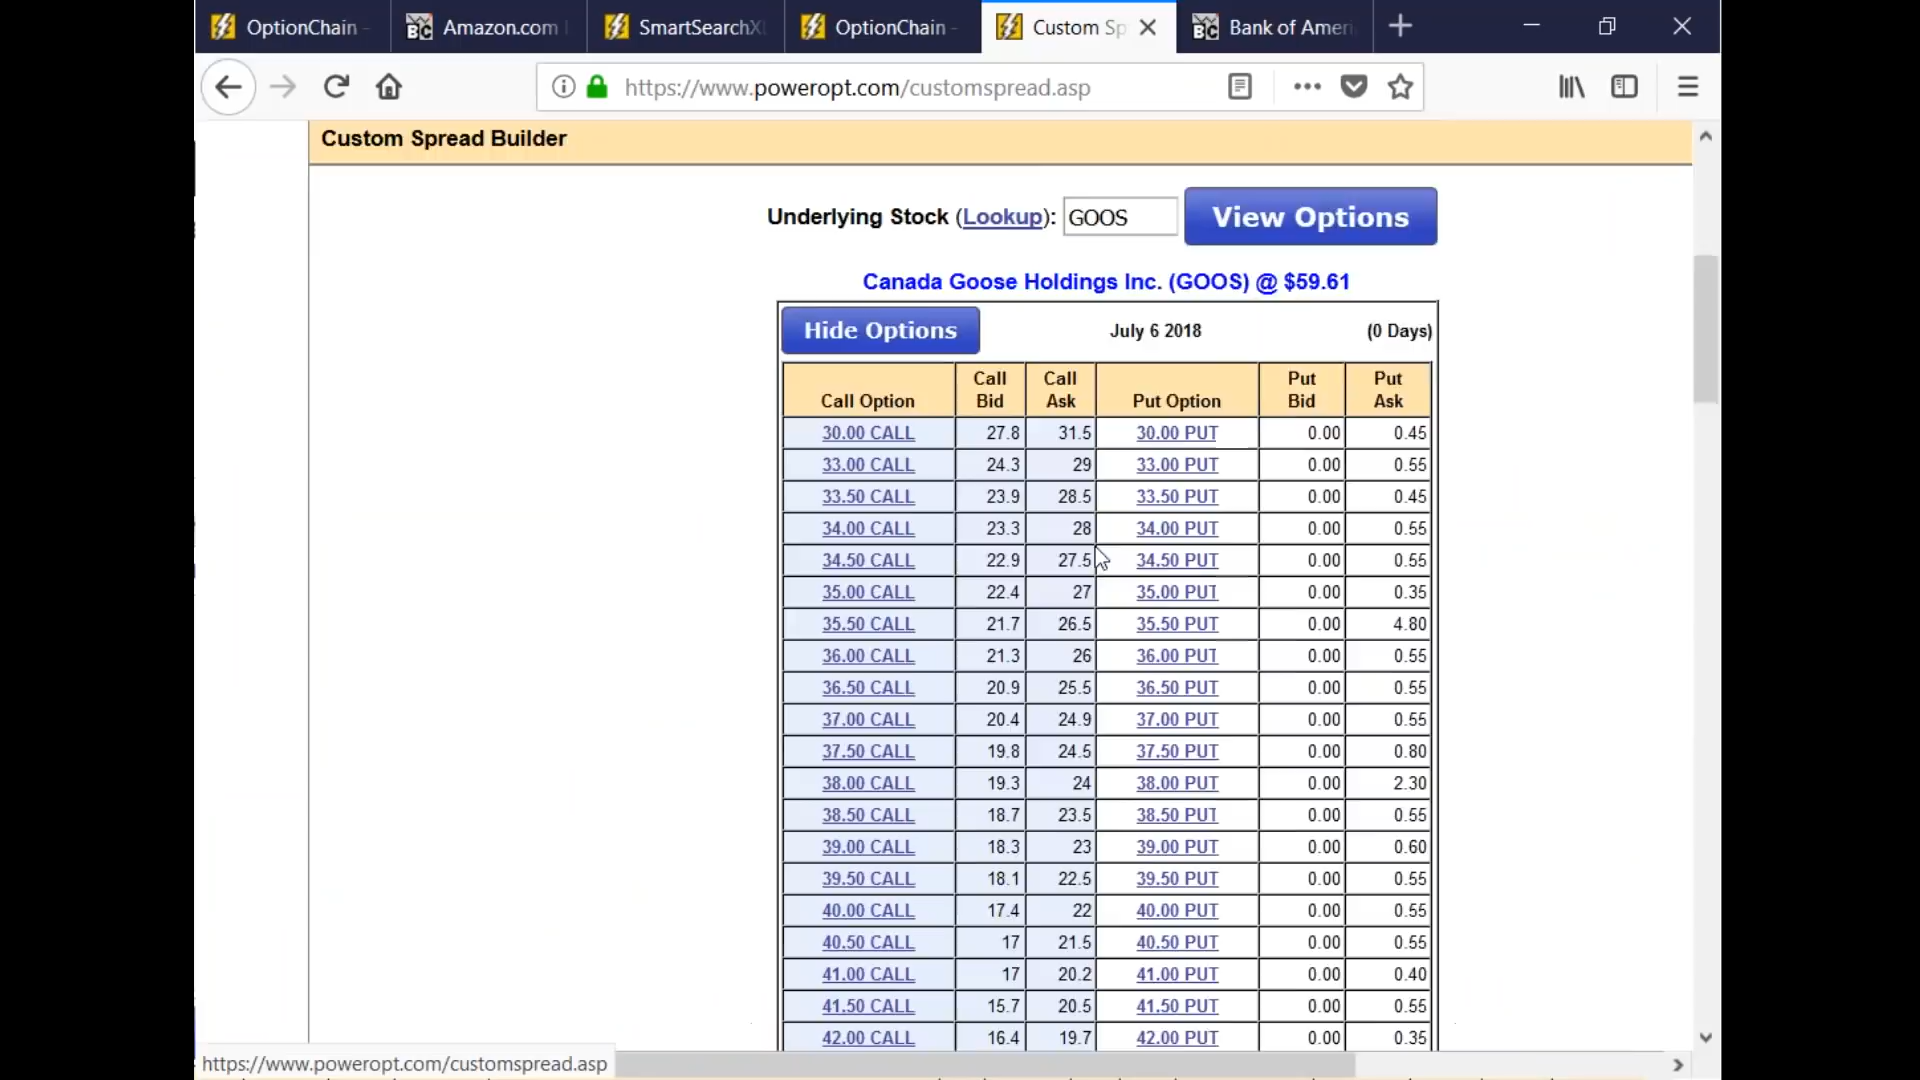 OptionChain -
Amazon.com |
SmartSearchXL
OptionChain -
Custom Sp
Bank of Ameri
https://www.poweropt.com/customspread.asp
Custom Spread Builder
Underlying Stock (Lookup): GOOS View Options
Canada Goose Holdings Inc. (GOOS) @ $59.61
Hide Options July 6 2018 (0 Days)
Call Option Call Bid Call Ask Put Option Put Bid Put Ask
30.00 CALL 27.8 31.5 30.00 PUT 0.00 0.45
33.00 CALL 24.3 29 33.00 PUT 0.00 0.55
33.50 CALL 23.9 28.5 33.50 PUT 0.00 0.45
34.00 CALL 23.3 28 34.00 PUT 0.00 0.55
34.50 CALL 22.9 27.5 34.50 PUT 0.00 0.55
35.00 CALL 22.4 27 35.00 PUT 0.00 0.35
35.50 CALL 21.7 26.5 35.50 PUT 0.00 4.80
36.00 CALL 21.3 26 36.00 PUT 0.00 0.55
36.50 CALL 20.9 25.5 36.50 PUT 0.00 0.55
37.00 CALL 20.4 24.9 37.00 PUT 0.00 0.55
37.50 CALL 19.8 24.5 37.50 PUT 0.00 0.80
38.00 CALL 19.3 24 38.00 PUT 0.00 2.30
38.50 CALL 18.7 23.5 38.50 PUT 0.00 0.55
39.00 CALL 18.3 23 39.00 PUT 0.00 0.60
39.50 CALL 18.1 22.5 39.50 PUT 0.00 0.55
40.00 CALL 17.4 22 40.00 PUT 0.00 0.55
40.50 CALL 17 21.5 40.50 PUT 0.00 0.55
41.00 CALL 17 20.2 41.00 PUT 0.00 0.40
41.50 CALL 15.7 20.5 41.50 PUT 0.00 0.55
42.00 CALL 16.4 19.7 42.00 PUT 0.00 0.35
https://www.poweropt.com/customspread.asp